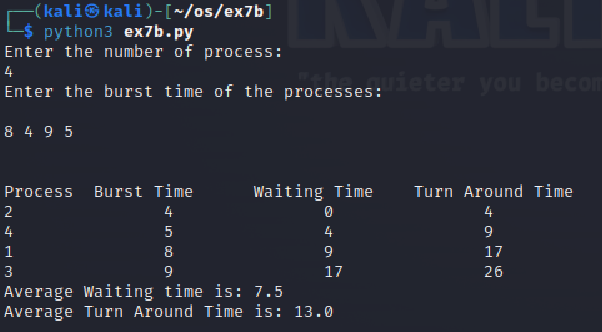 ┌──(kali㉿kali)-[~/os/ex7b]
└─$ python3 ex7b.py
Enter the number of process:
4
Enter the burst time of the processes:
"the quieter you becom
8 4 9 5
Process  Burst Time      Waiting Time    Turn Around Time
2               4               0               4
4               5               4               9
1               8               9               17
3               9               17              26
Average Waiting time is: 7.5
Average Turn Around Time is: 13.0